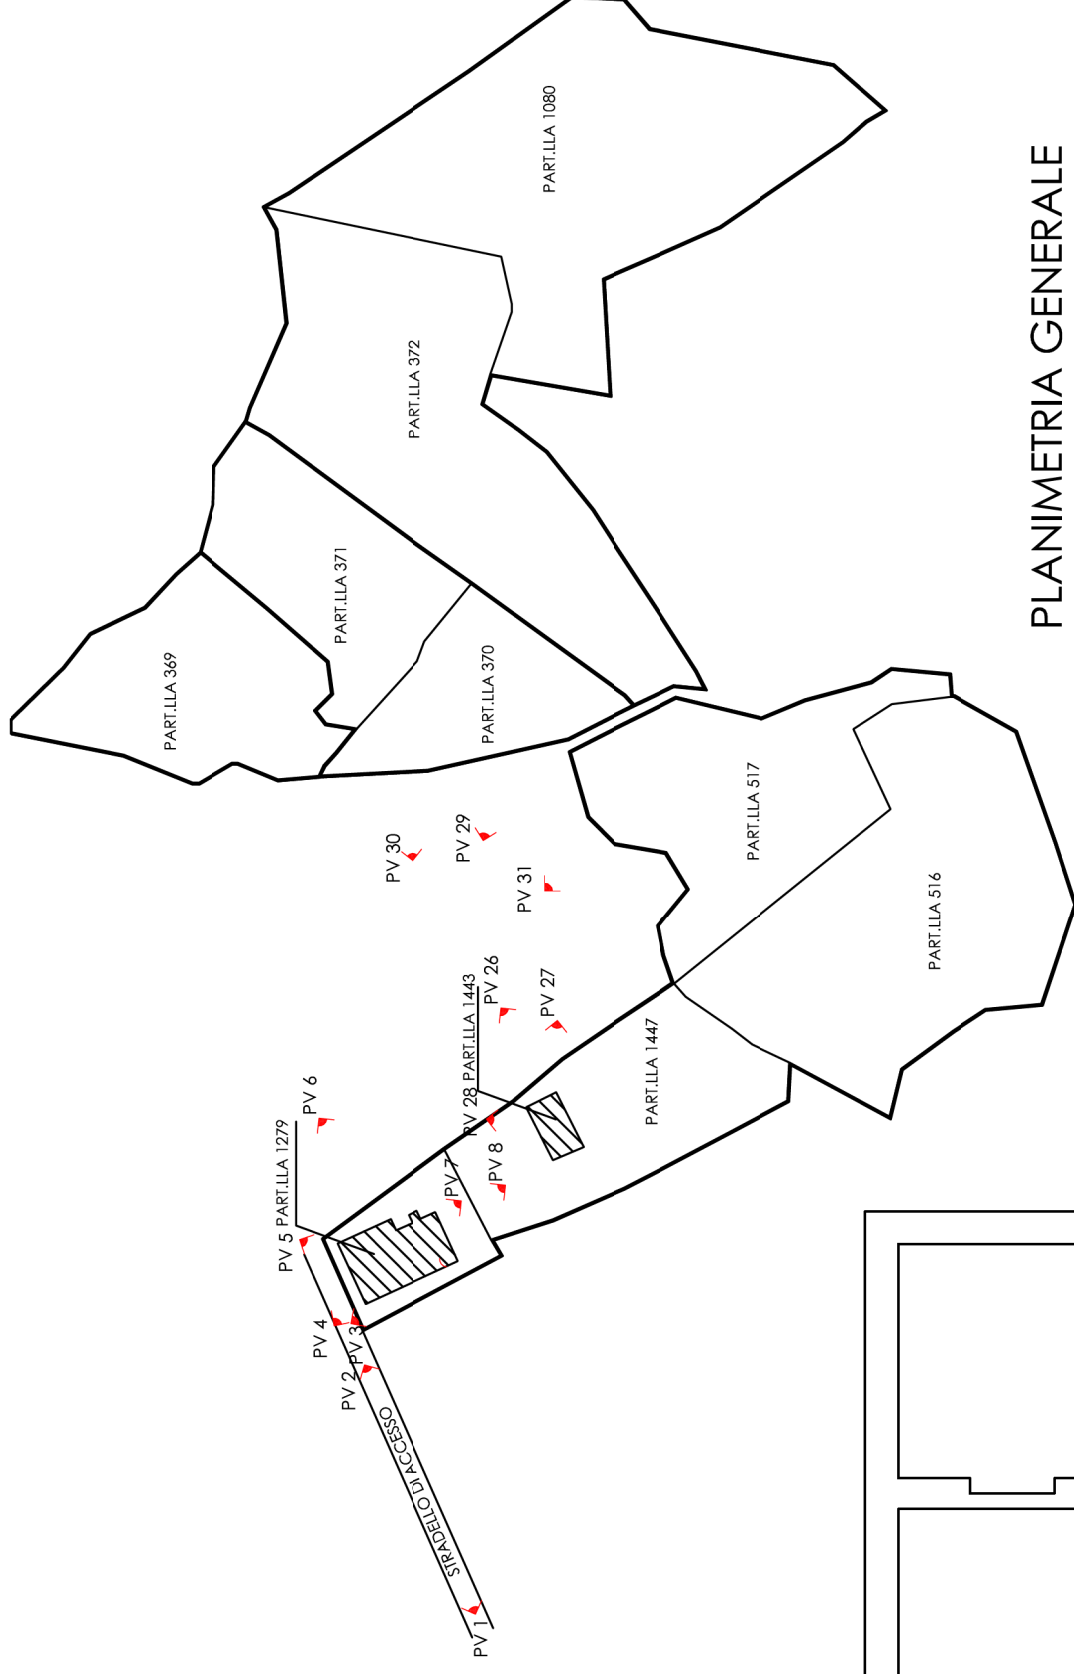 PLANIMETRIA GENERALE
PART.LLA 1080
PART.LLA 372
PART.LLA 371
PART.LLA 369
PART.LLA 370
PART.LLA 517
PART.LLA 516
PV 30
PV 29
PV 31
PV 26
PV 27
PART.LLA 1443
PV 28
PART.LLA 1447
PV 6
PART.LLA 1279
PV 7
PV 8
PV 5
PV 4
PV 3
PV 2
STRADELLO DI ACCESSO
PV 1